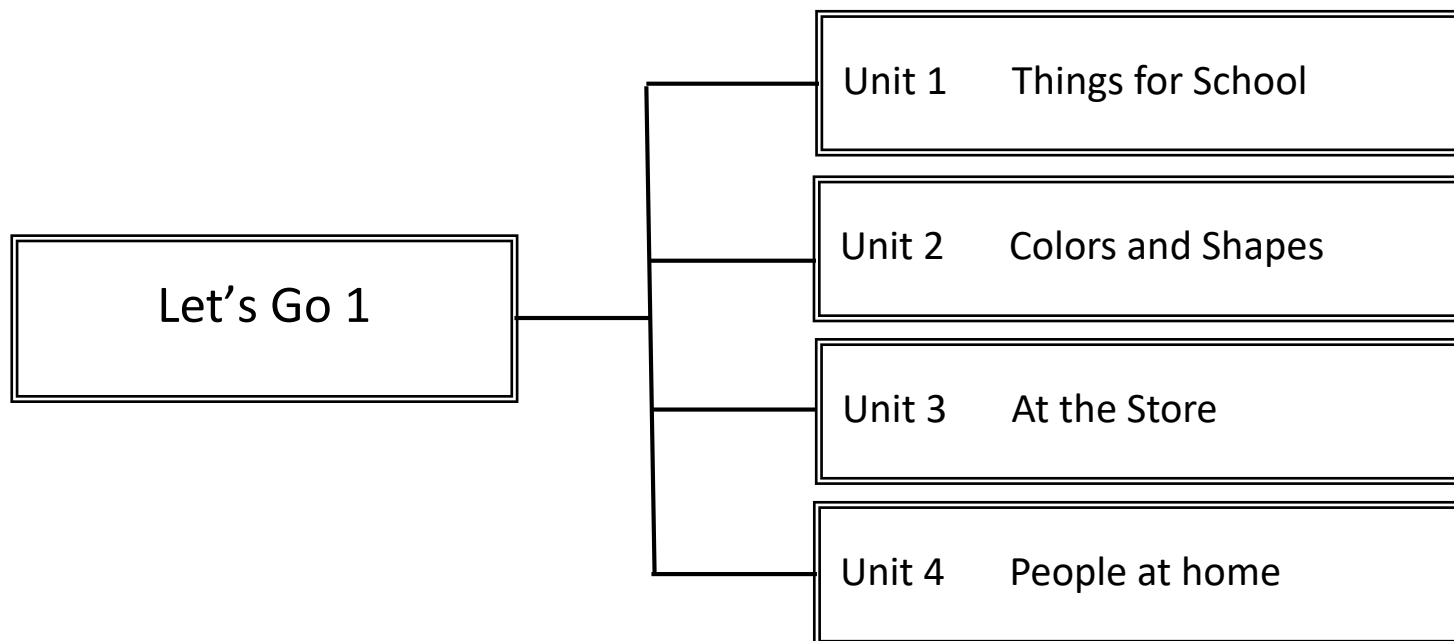 Let’s Go 1
Unit 1 Things for School
Unit 2 Colors and Shapes
Unit 3 At the Store
Unit 4 People at home